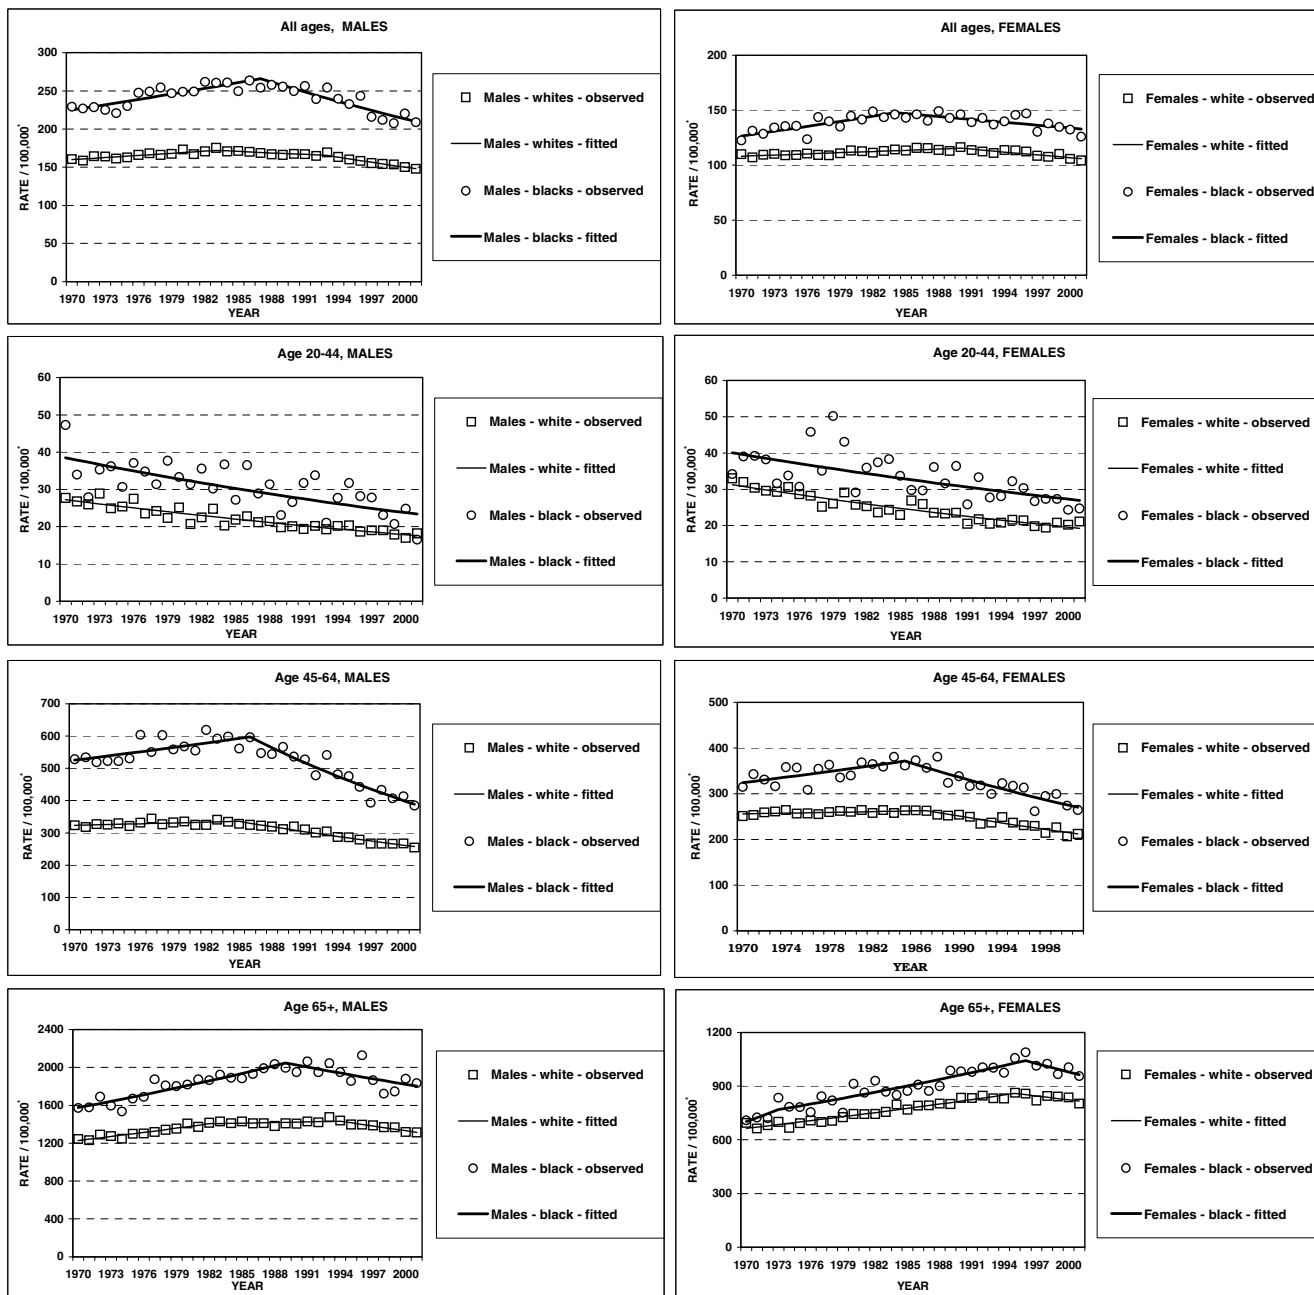 All ages, MALES
300
250
200
150
100
50
0
RATE / 100,000*
1970 1973 1976 1979 1982 1985 1988 1991 1994 1997 2000
YEAR
Males - whites - observed
Males - whites - fitted
Males - blacks - observed
Males - blacks - fitted
All ages, FEMALES
200
150
100
50
0
RATE / 100,000*
1970 1973 1976 1979 1982 1985 1988 1991 1994 1997 2000
YEAR
Females - white - observed
Females - white - fitted
Females - black - observed
Females - black - fitted
Age 20-44, MALES
60
50
40
30
20
10
0
RATE / 100,000*
1970 1973 1976 1979 1982 1985 1988 1991 1994 1997 2000
YEAR
Males - white - observed
Males - white - fitted
Males - black - observed
Males - black - fitted
Age 20-44, FEMALES
60
50
40
30
20
10
0
RATE / 100,000*
1970 1973 1976 1979 1982 1985 1988 1991 1994 1997 2000
YEAR
Females - white - observed
Females - white - fitted
Females - black - observed
Females - black - fitted
Age 45-64, MALES
700
600
500
400
300
200
100
0
RATE / 100,000*
1970 1973 1976 1979 1982 1985 1988 1991 1994 1997 2000
YEAR
Males - white - observed
Males - white - fitted
Males - black - observed
Males - black - fitted
Age 45-64, FEMALES
500
400
300
200
100
0
RATE / 100,000*
1970 1974 1978 1982 1986 1990 1994 1998
YEAR
Females - white - observed
Females - white - fitted
Females - black - observed
Females - black - fitted
Age 65+, MALES
2400
2000
1600
1200
800
400
0
RATE / 100,000*
1970 1973 1976 1979 1982 1985 1988 1991 1994 1997 2000
YEAR
Males - white - observed
Males - white - fitted
Males - black - observed
Males - black - fitted
Age 65+, FEMALES
1200
900
600
300
0
RATE / 100,000*
1970 1973 1976 1979 1982 1985 1988 1991 1994 1997 2000
YEAR
Females - white - observed
Females - white - fitted
Females - black - observed
Females - black - fitted